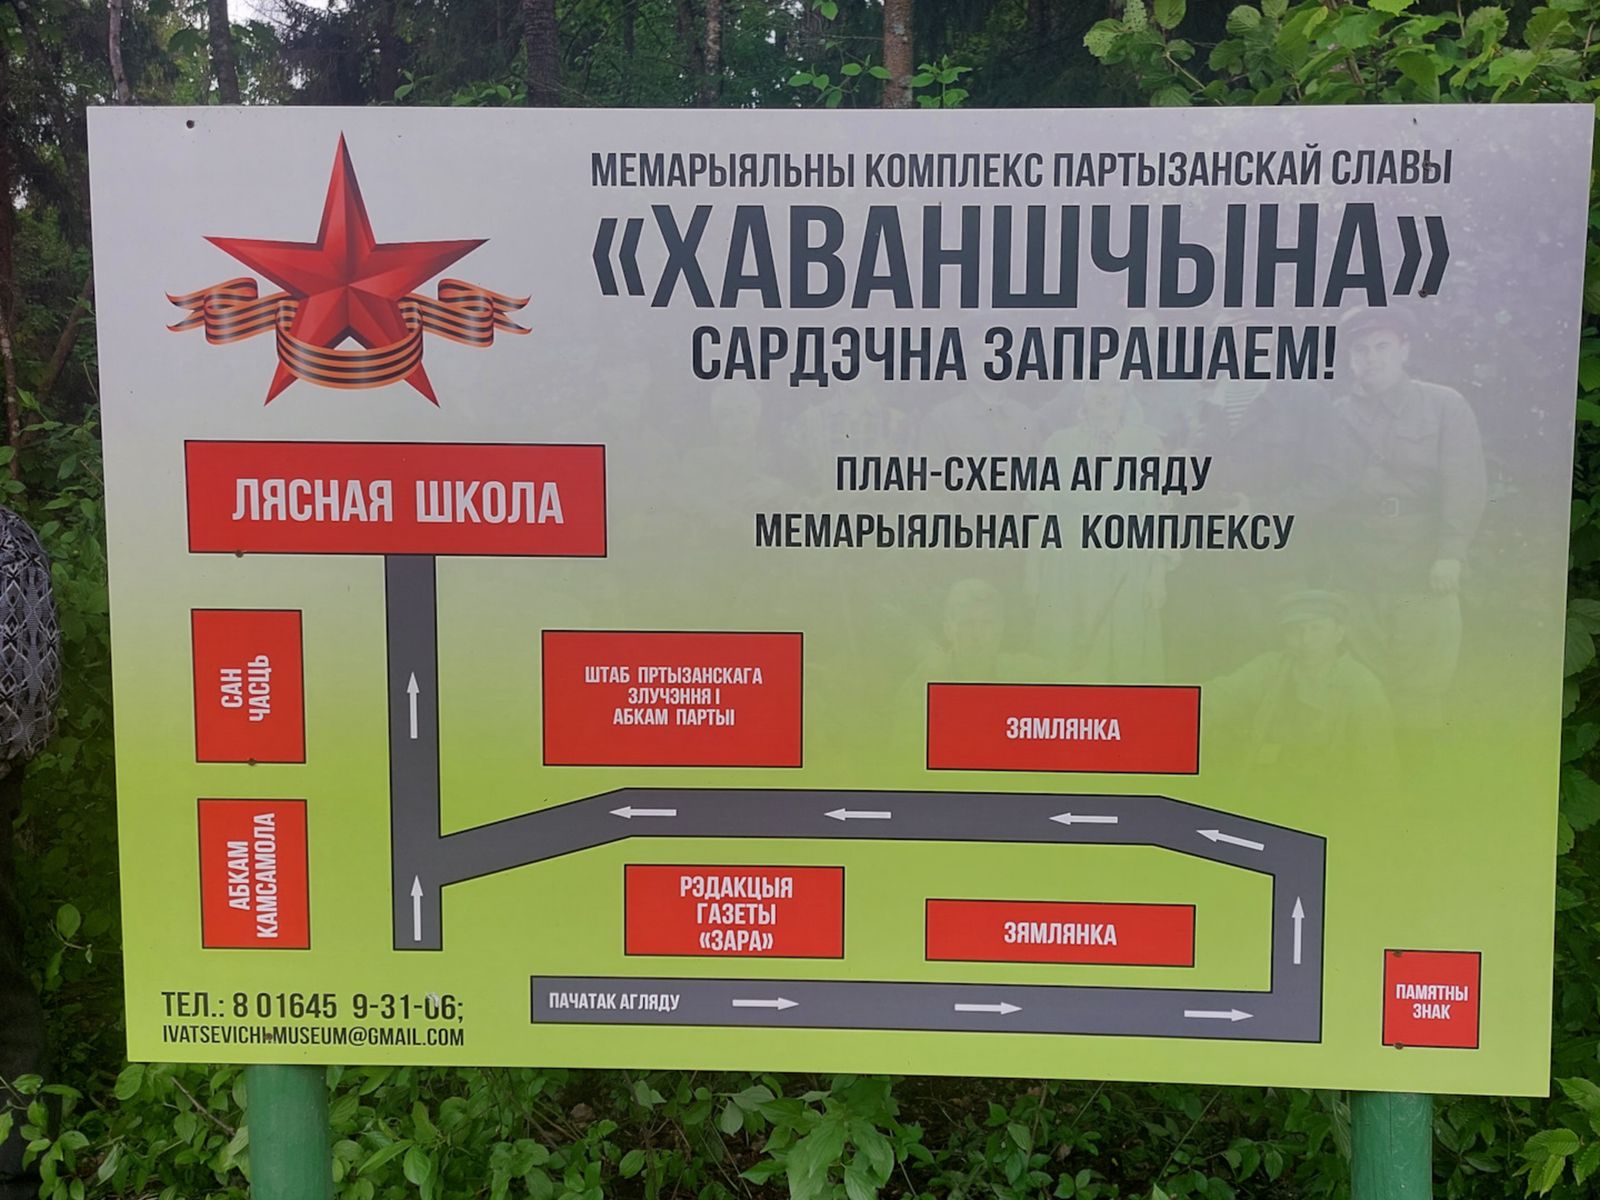 МЕМАРЫЯЛЬНЫ КОМПЛЕКС ПАРТЫЗАНСКАЙ СЛАВЫ
«ХАВАНШЧЫНА»
САРДЭЧНА ЗАПРАШАЕМ!
ПЛАН-СХЕМА АГЛЯДУ
МЕМАРЫЯЛЬНАГА КОМПЛЕКСУ
ЛЯСНАЯ ШКОЛА
САН
ЧАСЦЬ
ШТАБ ПРТЫЗАНСКАГА
ЗЛУЧЭННЯ І
АБКАМ ПАРТЫІ
ЗЯМЛЯНКА
АБКАМ
КАМСАМОЛА
РЭДАКЦЫЯ
ГАЗЕТЫ
«ЗАРА»
ЗЯМЛЯНКА
ПАЧАТАК АГЛЯДУ
ПАМЯТНЫ
ЗНАК
ТЕЛ.: 8 01645 9-31-06;
IVATSEVICHI-MUSEUM@GMAIL.COM